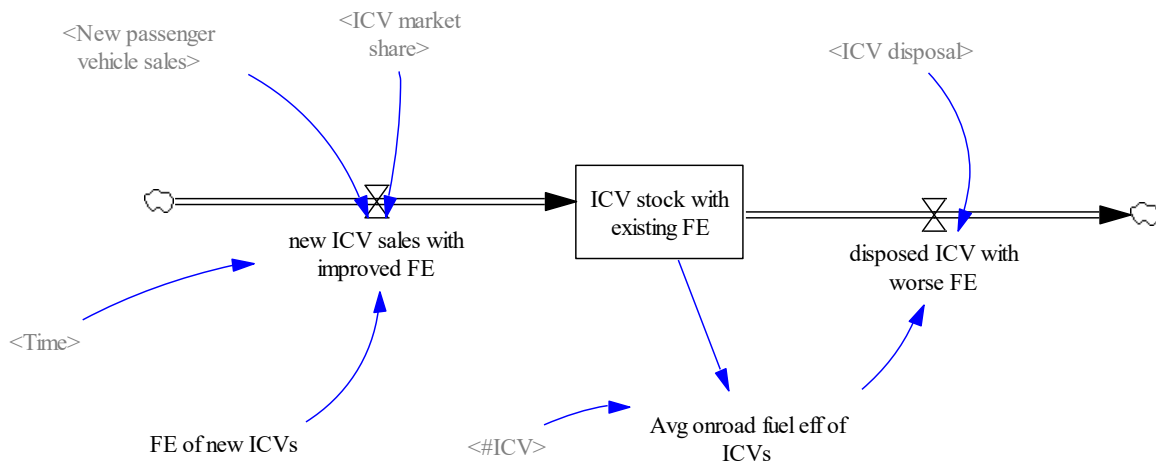 <New passenger
vehicle sales>
<ICV market
share>
<ICV disposal>
new ICV sales with
improved FE
ICV stock with
existing FE
disposed ICV with
worse FE
<Time>
FE of new ICVs
<#ICV>
Avg onroad fuel eff of
ICVs